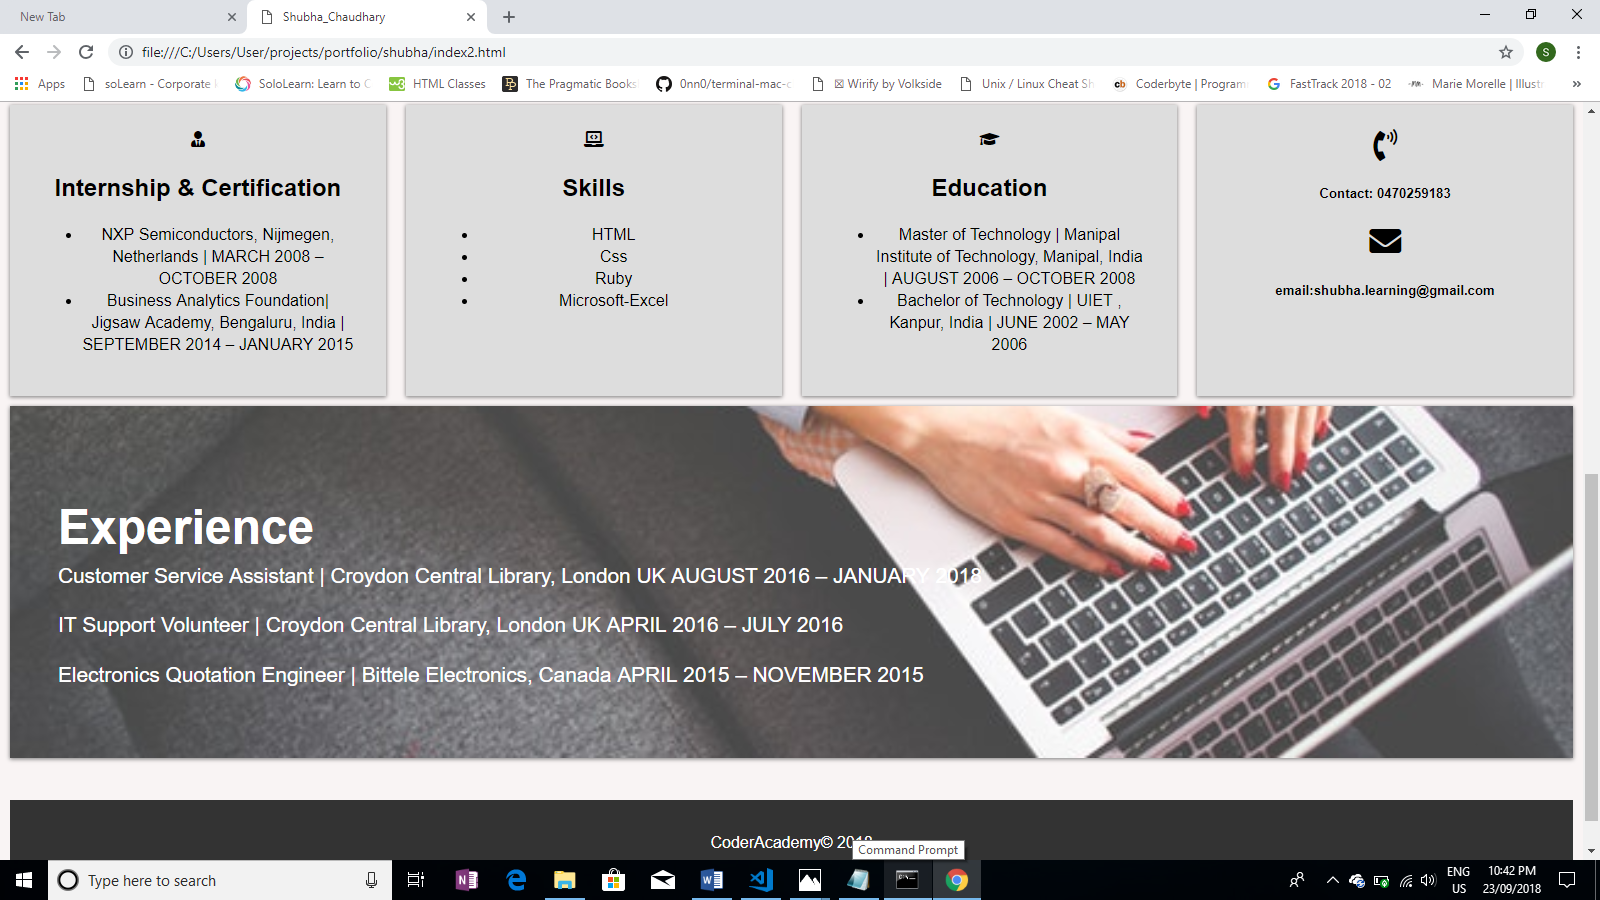 New Tab
Shubha_Chaudhary
file:///C:/Users/User/projects/portfolio/shubha/index2.html
S
Apps
soLearn - Corporate
SoloLearn: Learn to C
w3
HTML Classes
The Pragmatic Books
0nn0/terminal-mac-c
Wirify by Volkside
Unix / Linux Cheat Sh
cb
Coderbyte | Program
FastTrack 2018 - 02
Marie Morelle | Illust
»
Internship & Certification
• NXP Semiconductors, Nijmegen,
Netherlands | MARCH 2008 –
OCTOBER 2008
• Business Analytics Foundation|
Jigsaw Academy, Bengaluru, India |
SEPTEMBER 2014 – JANUARY 2015
Skills
• HTML
• Css
• Ruby
• Microsoft-Excel
Education
• Master of Technology | Manipal
Institute of Technology, Manipal, India
| AUGUST 2006 – OCTOBER 2008
• Bachelor of Technology | UIET ,
Kanpur, India | JUNE 2002 – MAY
2006
Contact: 0470259183
email:shubha.learning@gmail.com
Experience
Customer Service Assistant | Croydon Central Library, London UK AUGUST 2016 – JANUARY 2018
IT Support Volunteer | Croydon Central Library, London UK APRIL 2016 – JULY 2016
Electronics Quotation Engineer | Bittele Electronics, Canada APRIL 2015 – NOVEMBER 2015
CoderAcademy© 2018
Command Prompt
Type here to search
ENG
US
10:42 PM
23/09/2018